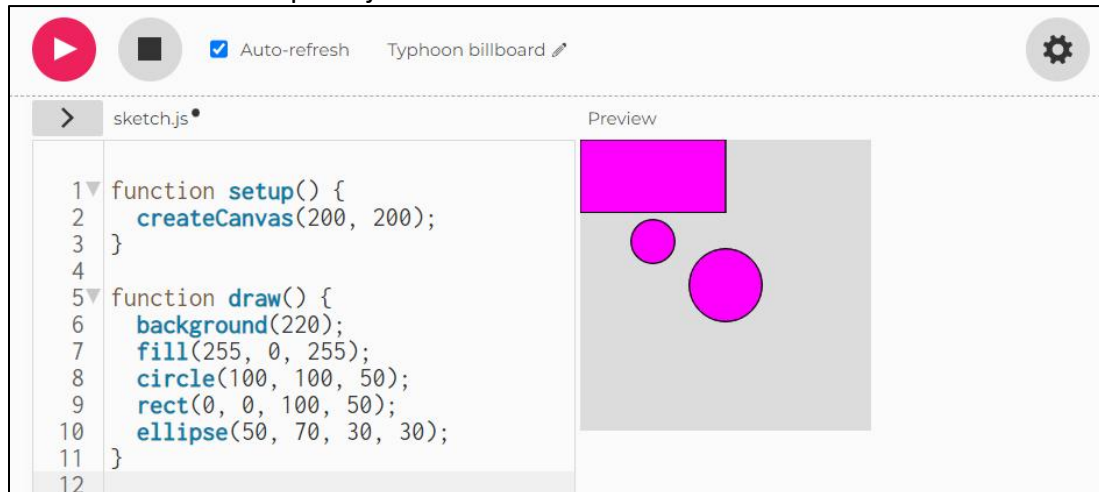 Auto-refresh Typhoon billboard
sketch.js
Preview
1 function setup() {
2 createCanvas(200, 200);
3 }
4
5 function draw() {
6 background(220);
7 fill(255, 0, 255);
8 circle(100, 100, 50);
9 rect(0, 0, 100, 50);
10 ellipse(50, 70, 30, 30);
11 }
12